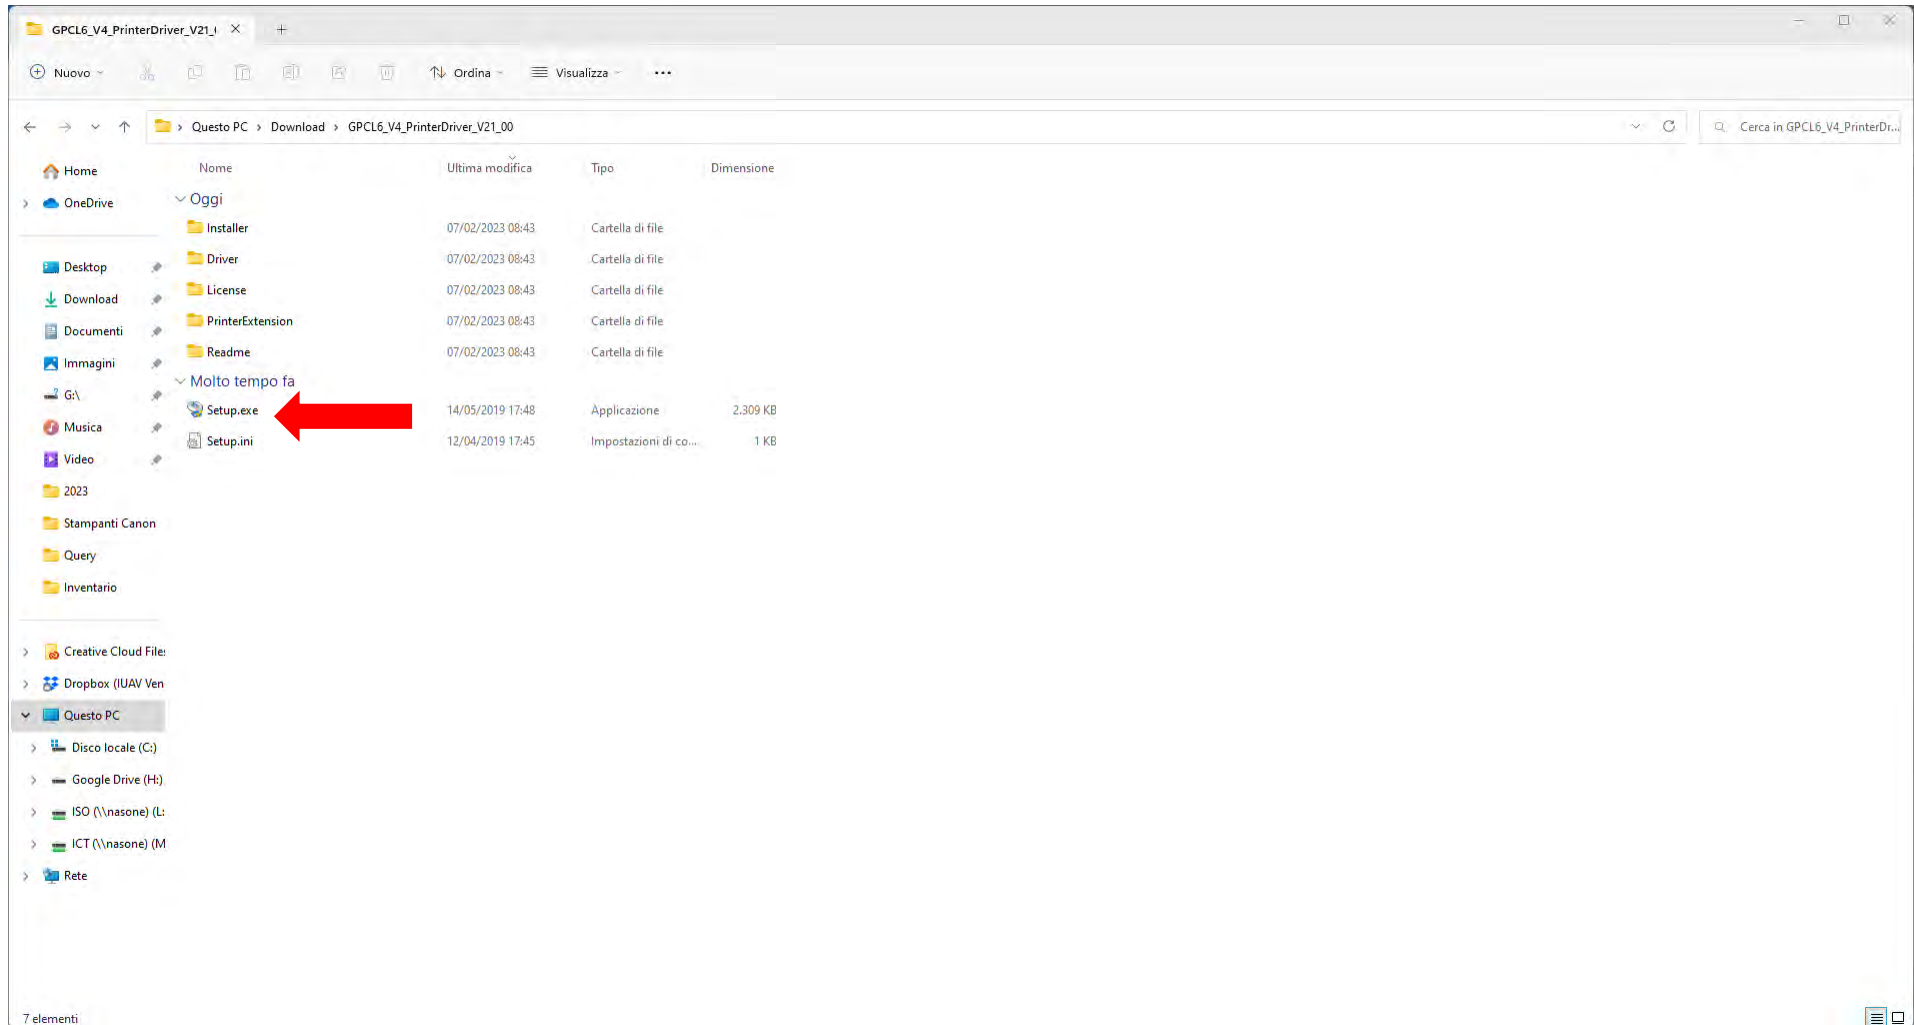 GPCL6_V4_PrinterDriver_V21_(
Nuovo
Ordina
Visualizza
Questo PC > Download > GPCL6_V4_PrinterDriver_V21_00
Cerca in GPCL6_V4_PrinterDr...
Nome Ultima modifica Tipo Dimensione
Oggi
Installer 07/02/2023 08:43 Cartella di file
Driver 07/02/2023 08:43 Cartella di file
License 07/02/2023 08:43 Cartella di file
PrinterExtension 07/02/2023 08:43 Cartella di file
Readme 07/02/2023 08:43 Cartella di file
Molto tempo fa
Setup.exe 14/05/2019 17:48 Applicazione 2.309 KB
Setup.ini 12/04/2019 17:45 Impostazioni di co... 1 KB
Home
OneDrive
Desktop
Download
Documenti
Immagini
G:\
Musica
Video
2023
Stampanti Canon
Query
Inventario
Creative Cloud Files
Dropbox (IUAV Ven
Questo PC
Disco locale (C:)
Google Drive (H:)
ISO (\\nasone) (L:
ICT (\\nasone) (M
Rete
7 elementi